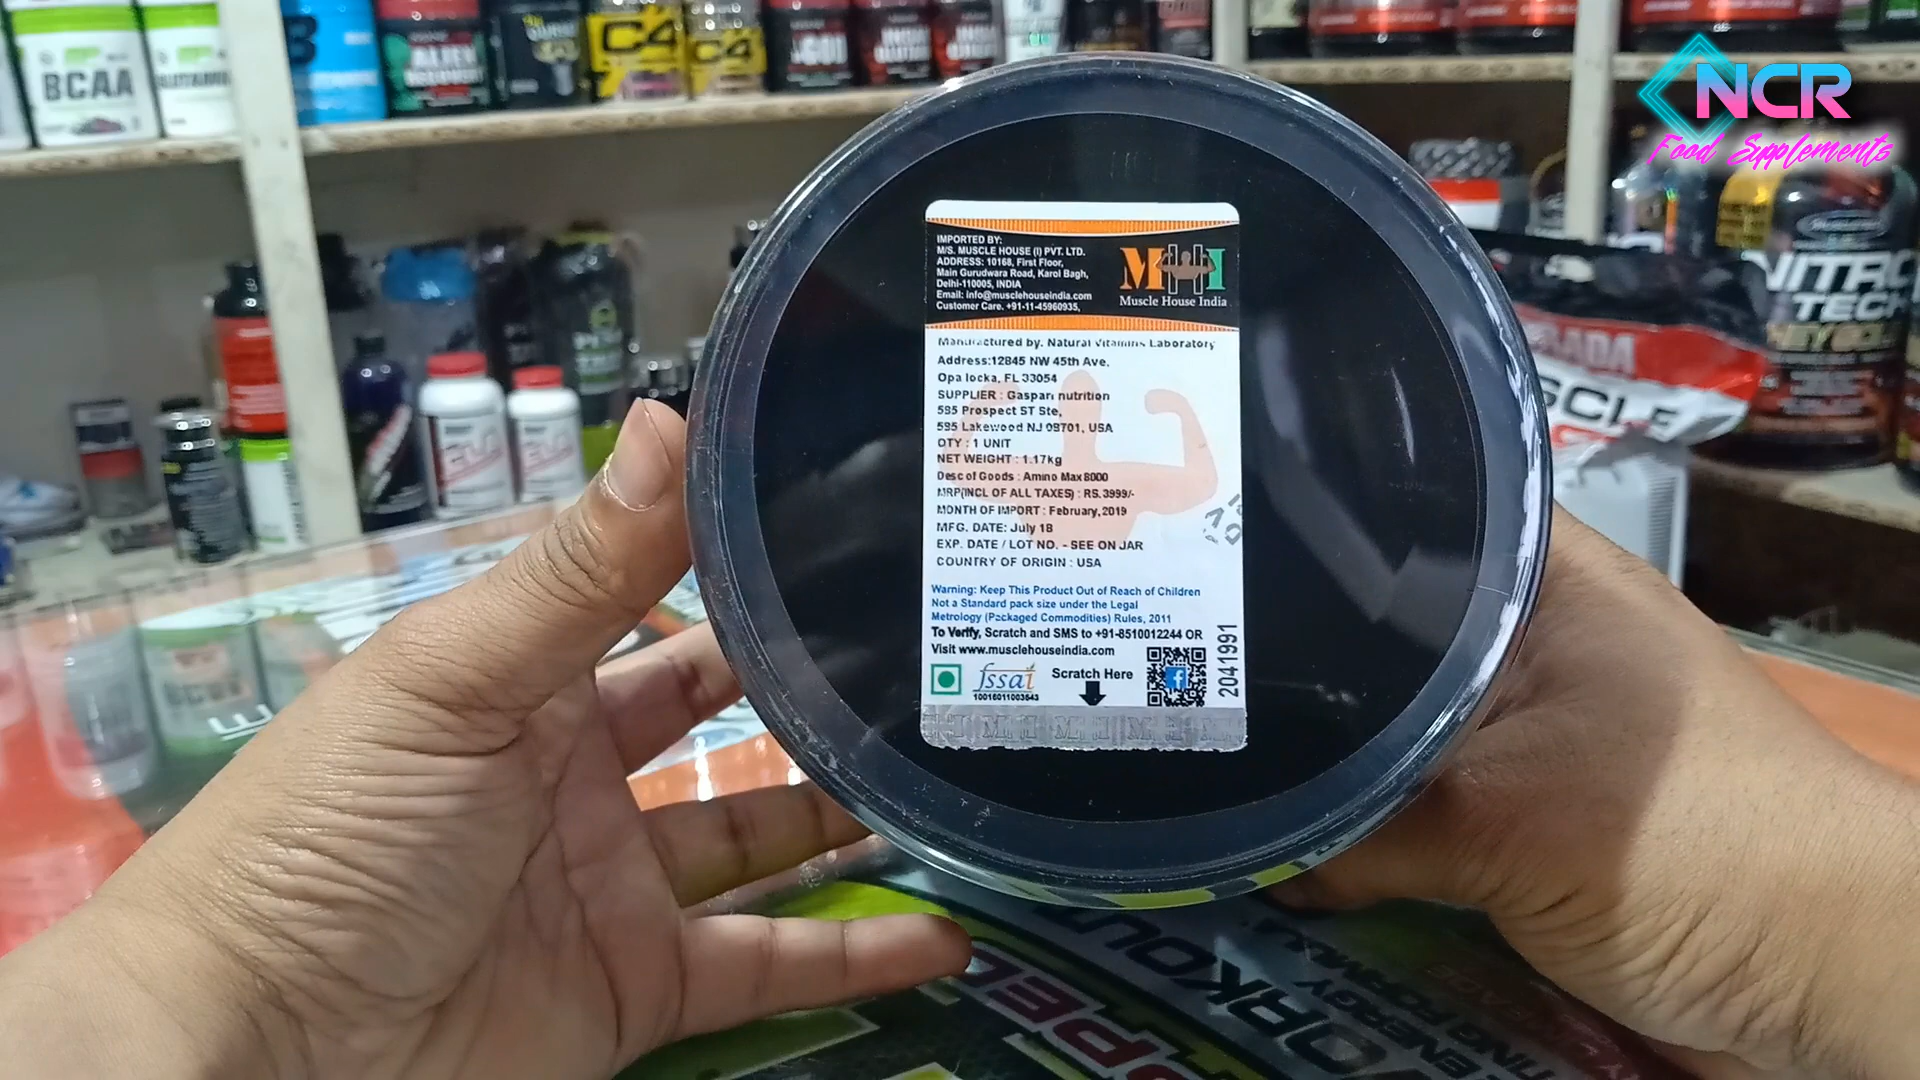 BCAA
C4
C4
NCR
Food Supplements
NITRO
TECH
IMPORTED BY:
M/S. MUSCLE HOUSE (I) PVT. LTD.
ADDRESS: 10168, First Floor,
Main Gurudwara Road, Karol Bagh,
Delhi-110005, INDIA
Email: info@musclehouseindia.com
Customer Care. +91-11-45960935,
MHI
Muscle House India
Manufactured by. Natural Vitamins Laboratory
Address:12845 NW 45th Ave.
Opa locka, FL 33054
SUPPLIER : Gaspari nutrition
595 Prospect ST Ste,
595 Lakewood NJ 08701, USA
QTY : 1 UNIT
NET WEIGHT : 1.17kg
Desc of Goods : Amino Max 8000
MRP(INCL OF ALL TAXES) : RS. 3999/-
MONTH OF IMPORT : February, 2019
MFG. DATE: July 18
EXP. DATE / LOT NO. - SEE ON JAR
COUNTRY OF ORIGIN : USA
Warning: Keep This Product Out of Reach of Children
Not a Standard pack size under the Legal
Metrology (Packaged Commodities) Rules, 2011
To Verify, Scratch and SMS to +91-8510012244 OR
Visit www.musclehouseindia.com
fssai
10016011003543
Scratch Here
2041991